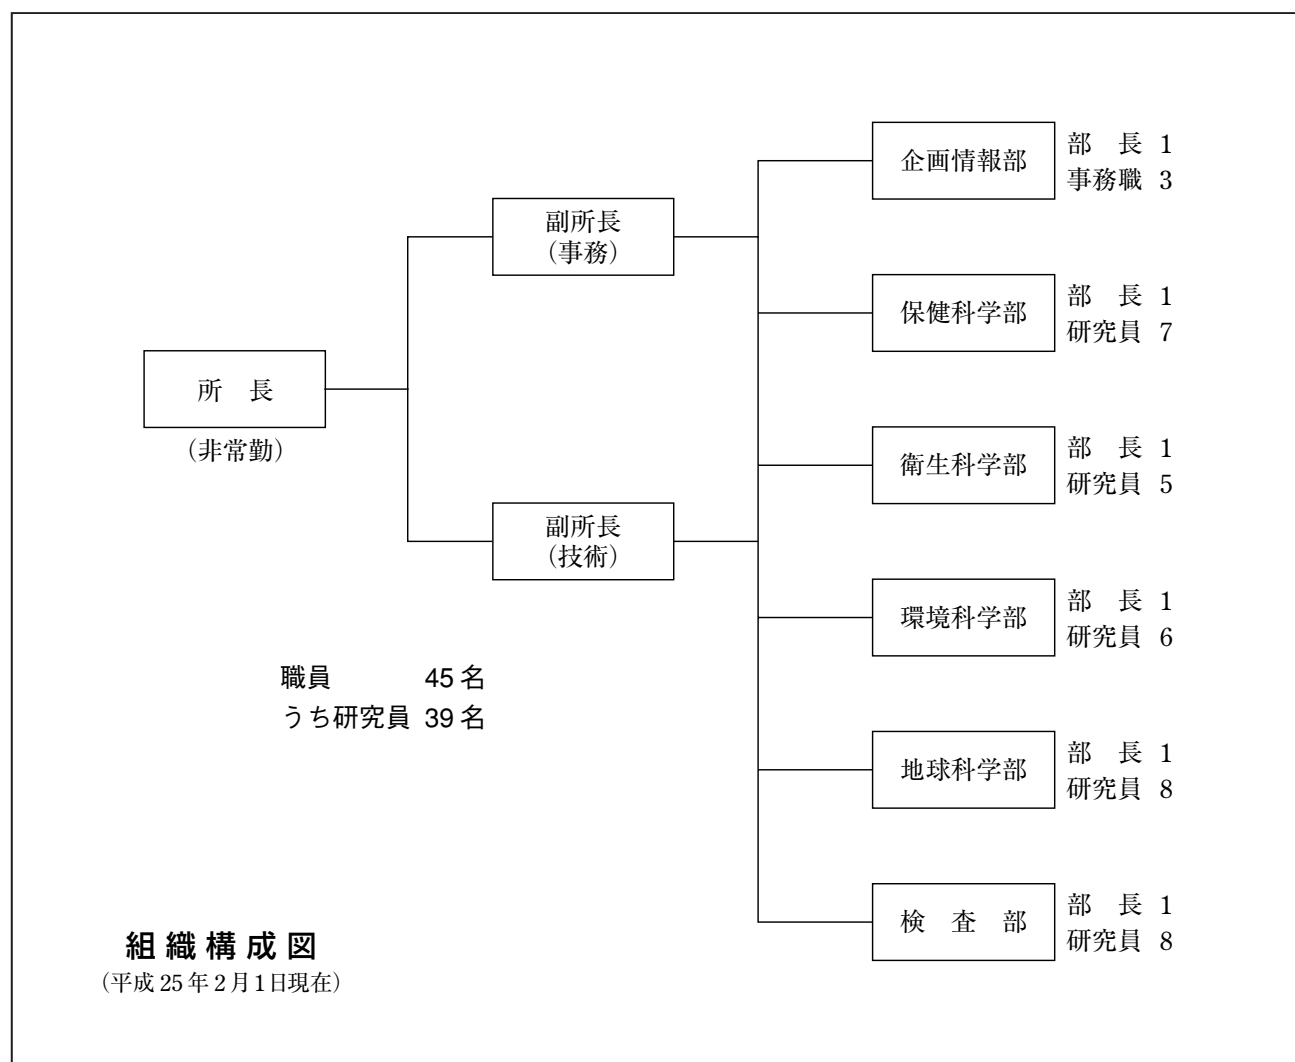 企画情報部
部　長 1
事務職 3
副所長
（事務）
保健科学部
部　長 1
研究員 7
所　長
（非常勤）
衛生科学部
部　長 1
研究員 5
副所長
（技術）
環境科学部
部　長 1
研究員 6
職員　　　45名
うち研究員 39名
地球科学部
部　長 1
研究員 8
検　査　部
部　長 1
研究員 8
組織構成図
（平成25年2月1日現在）